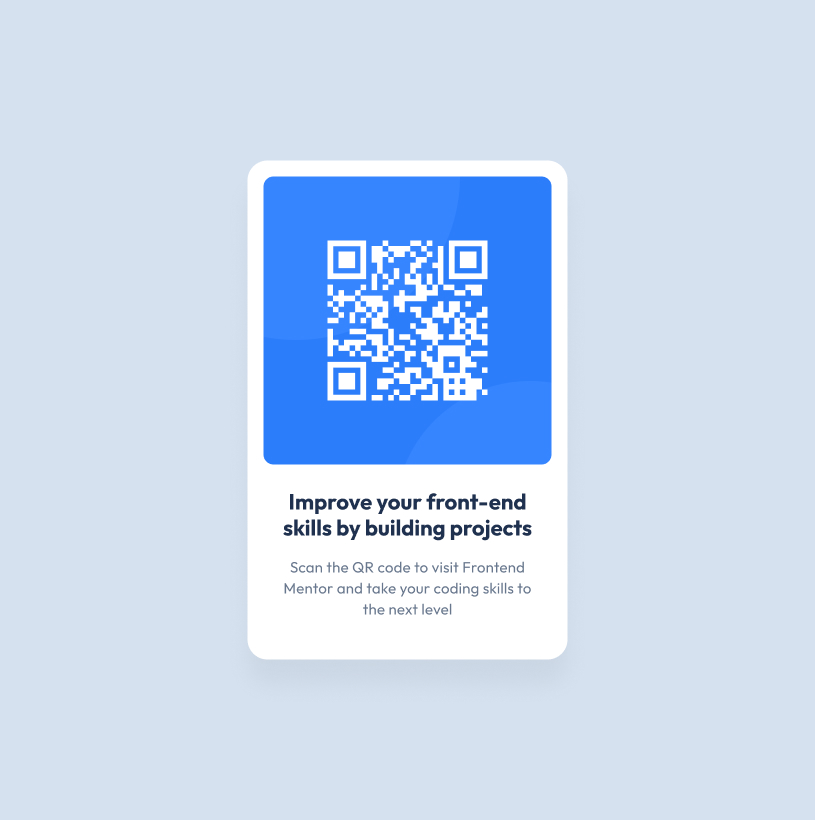 Improve your front-end
skills by building projects
Scan the QR code to visit Frontend
Mentor and take your coding skills to
the next level